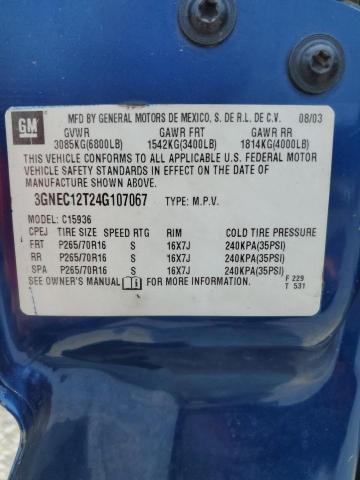 GM
MFD BY GENERAL MOTORS DE MEXICO, S. DE R.L. DE C.V. 08/03
GVWR GAWR FRT GAWR RR
3085KG(6800LB) 1542KG(3400LB) 1814KG(4000LB)
THIS VEHICLE CONFORMS TO ALL APPLICABLE U.S. FEDERAL MOTOR
VEHICLE SAFETY STANDARDS IN EFFECT ON THE DATE OF
MANUFACTURE SHOWN ABOVE.
3GNEC12T24G107067 TYPE: M.P.V.
MODEL: C15936
CPEJ TIRE SIZE SPEED RTG RIM COLD TIRE PRESSURE
FRT P265/70R16 S 16X7J 240KPA(35PSI)
RR P265/70R16 S 16X7J 240KPA(35PSI)
SPA P265/70R16 S 16X7J 240KPA(35PSI)
SEE OWNER'S MANUAL FOR MORE INFORMATION. F 229
T 531